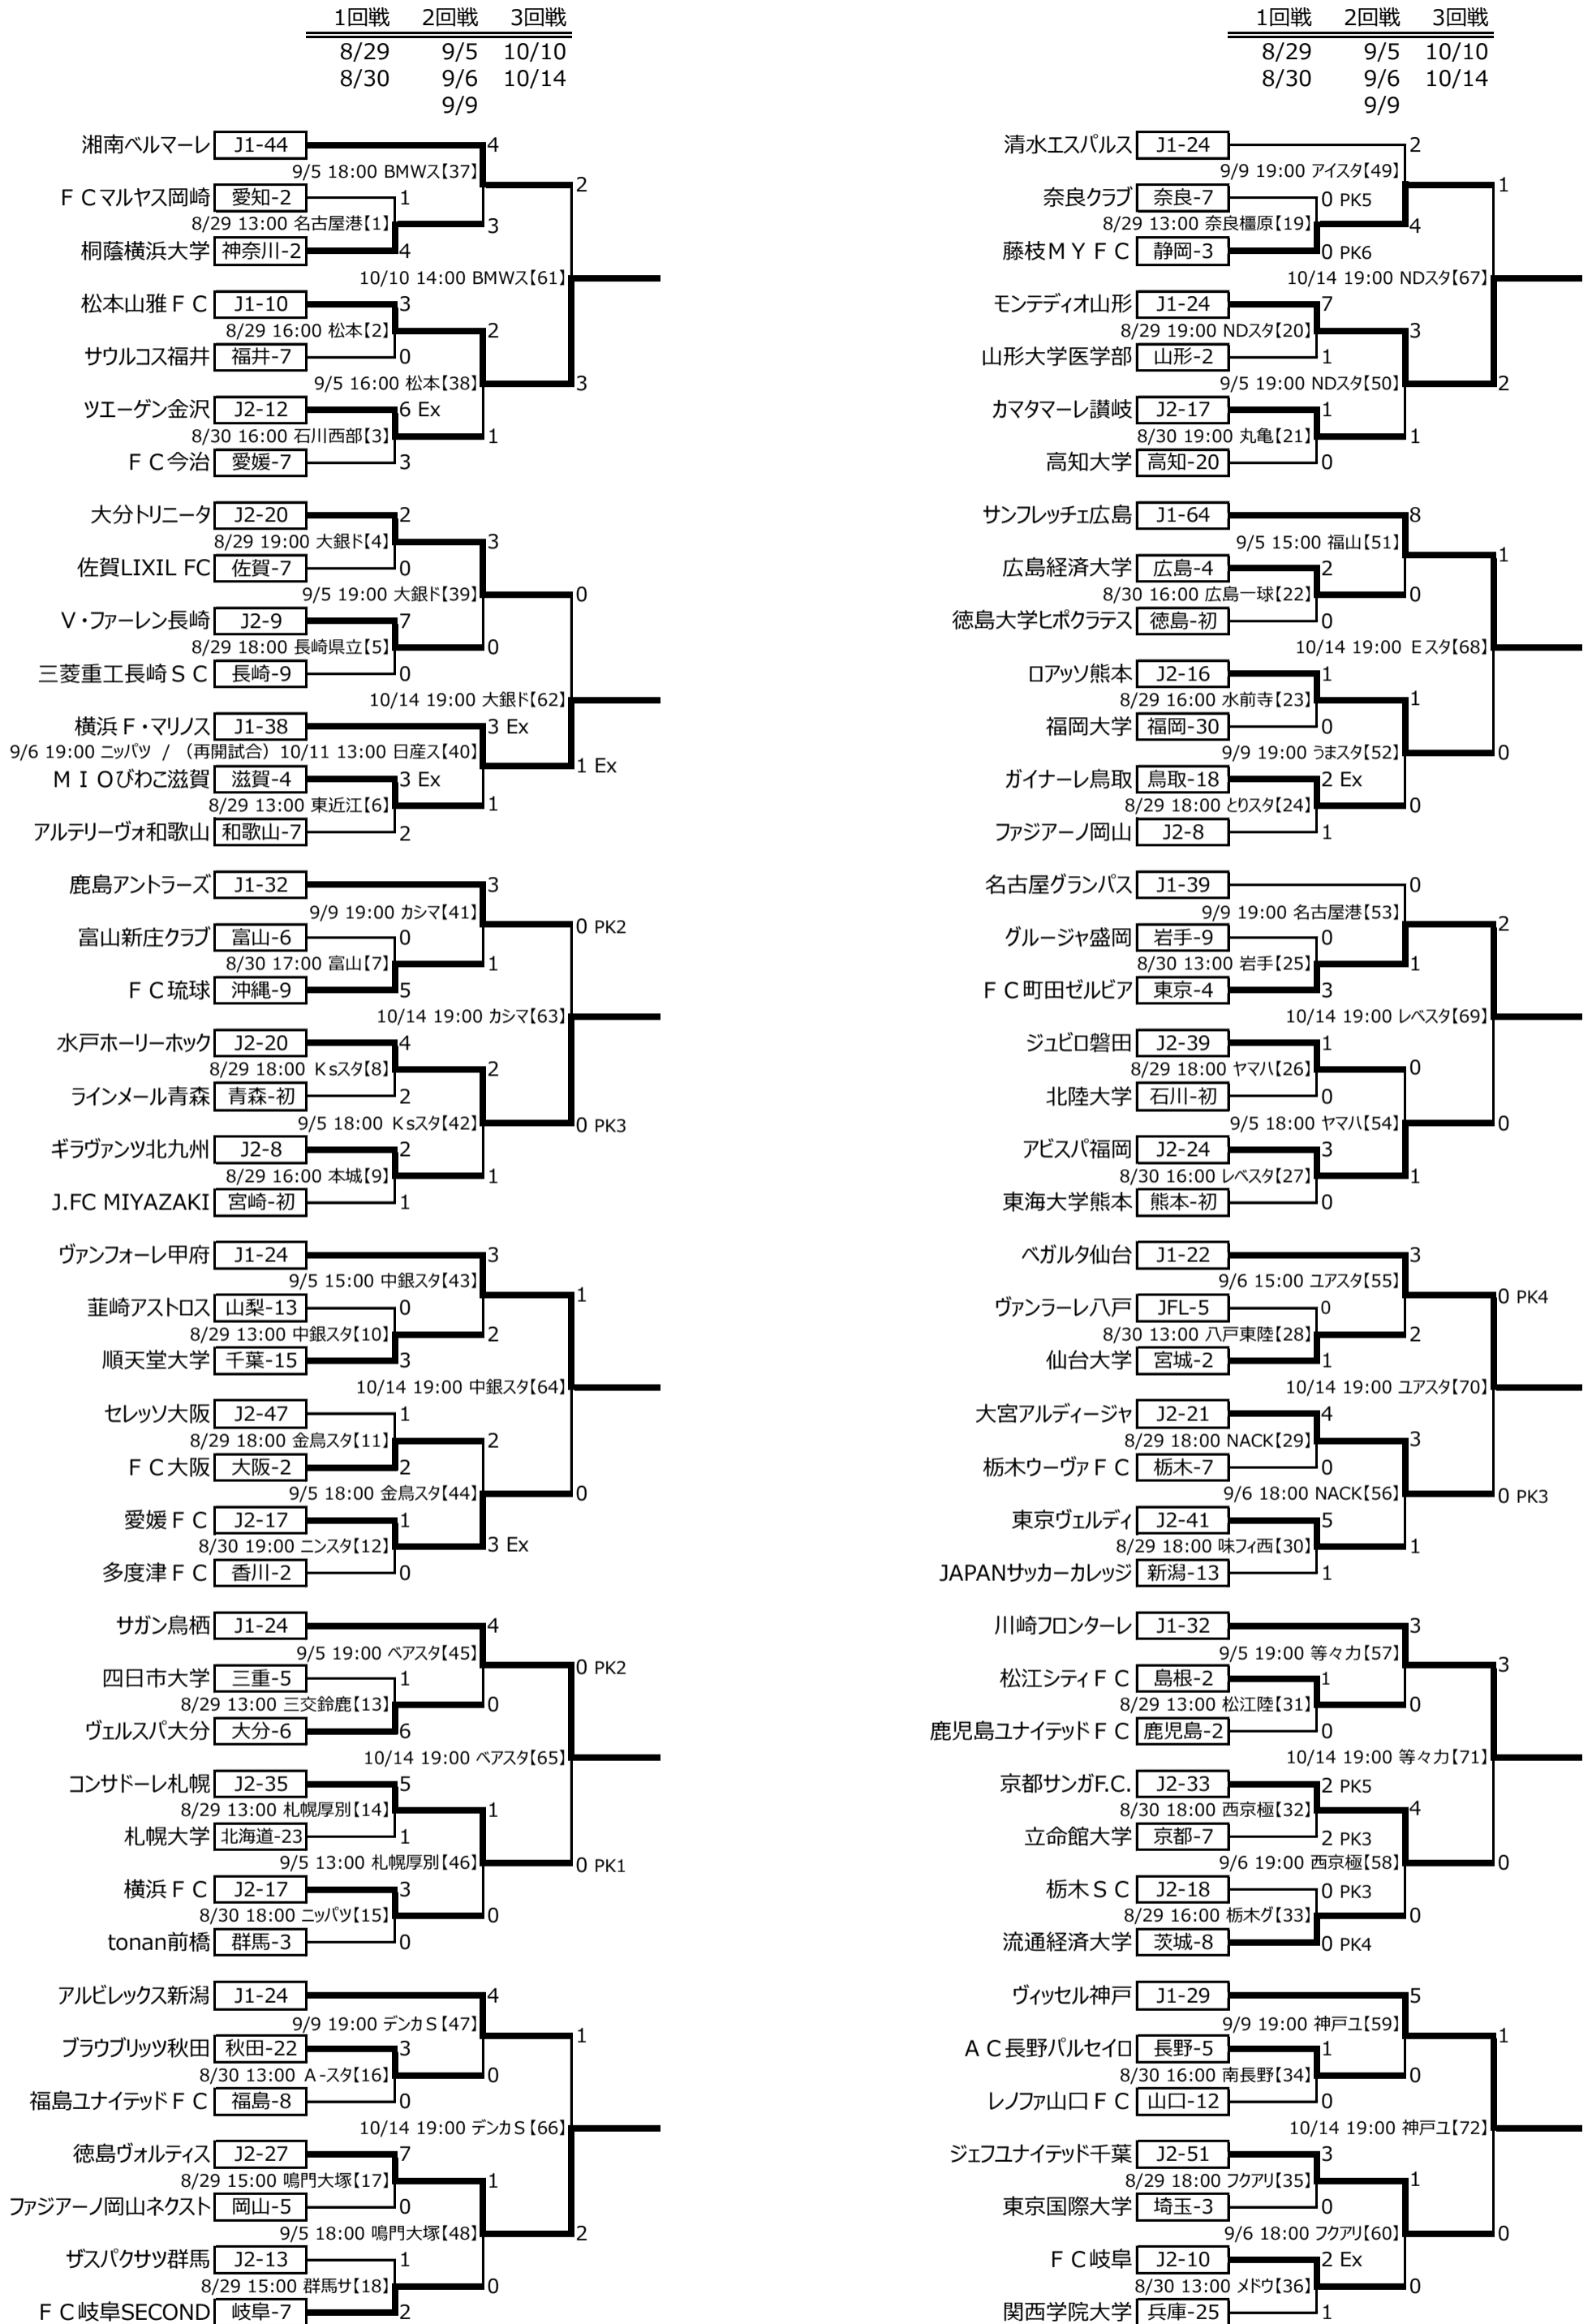 1回戦 2回戦 3回戦
8/29 9/5 10/10
8/30 9/6 10/14
9/9
湘南ベルマーレ J1-44 4
9/5 18:00 BMWス【37】 2
ＦＣマルヤス岡崎 愛知-2 1
8/29 13:00 名古屋港【1】 3
桐蔭横浜大学 神奈川-2 4
10/10 14:00 BMWス【61】
松本山雅ＦＣ J1-10 3
8/29 16:00 松本【2】 2
サウルコス福井 福井-7 0
9/5 16:00 松本【38】 3
ツエーゲン金沢 J2-12 6 Ex
8/30 16:00 石川西部【3】 1
ＦＣ今治 愛媛-7 3
大分トリニータ J2-20 2
8/29 19:00 大銀ド【4】 3
佐賀LIXIL FC 佐賀-7 0
9/5 19:00 大銀ド【39】 0
Ｖ・ファーレン長崎 J2-9 7
8/29 18:00 長崎県立【5】 0
三菱重工長崎ＳＣ 長崎-9 0
10/14 19:00 大銀ド【62】
横浜Ｆ・マリノス J1-38 3 Ex
9/6 19:00 ニッパツ / （再開試合）10/11 13:00 日産ス【40】 1 Ex
ＭＩＯびわこ滋賀 滋賀-4 3 Ex
8/29 13:00 東近江【6】 1
アルテリーヴォ和歌山 和歌山-7 2
鹿島アントラーズ J1-32 3
9/9 19:00 カシマ【41】 0 PK2
富山新庄クラブ 富山-6 0
8/30 17:00 富山【7】 1
ＦＣ琉球 沖縄-9 5
10/14 19:00 カシマ【63】
水戸ホーリーホック J2-20 4
8/29 18:00 Ｋsスタ【8】 2
ラインメール青森 青森-初 2
9/5 18:00 Ｋsスタ【42】 0 PK3
ギラヴァンツ北九州 J2-8 2
8/29 16:00 本城【9】 1
J.FC MIYAZAKI 宮崎-初 1
ヴァンフォーレ甲府 J1-24 3
9/5 15:00 中銀スタ【43】 1
韮崎アストロス 山梨-13 0
8/29 13:00 中銀スタ【10】 2
順天堂大学 千葉-15 3
10/14 19:00 中銀スタ【64】
セレッソ大阪 J2-47 1
8/29 18:00 金鳥スタ【11】 2
ＦＣ大阪 大阪-2 2
9/5 18:00 金鳥スタ【44】 0
愛媛ＦＣ J2-17 1
8/30 19:00 ニンスタ【12】 3 Ex
多度津ＦＣ 香川-2 0
サガン鳥栖 J1-24 4
9/5 19:00 ベアスタ【45】 0 PK2
四日市大学 三重-5 1
8/29 13:00 三交鈴鹿【13】 0
ヴェルスパ大分 大分-6 6
10/14 19:00 ベアスタ【65】
コンサドーレ札幌 J2-35 5
8/29 13:00 札幌厚別【14】 1
札幌大学 北海道-23 1
9/5 13:00 札幌厚別【46】 0 PK1
横浜ＦＣ J2-17 3
8/30 18:00 ニッパツ【15】 0
tonan前橋 群馬-3 0
アルビレックス新潟 J1-24 4
9/9 19:00 デンカＳ【47】 1
ブラウブリッツ秋田 秋田-22 3
8/30 13:00 Ａ-スタ【16】 0
福島ユナイテッドＦＣ 福島-8 0
10/14 19:00 デンカＳ【66】
徳島ヴォルティス J2-27 7
8/29 15:00 鳴門大塚【17】 1
ファジアーノ岡山ネクスト 岡山-5 0
9/5 18:00 鳴門大塚【48】 2
ザスパクサツ群馬 J2-13 1
8/29 15:00 群馬サ【18】 0
ＦＣ岐阜SECOND 岐阜-7 2
1回戦 2回戦 3回戦
8/29 9/5 10/10
8/30 9/6 10/14
9/9
清水エスパルス J1-24 2
9/9 19:00 アイスタ【49】 1
奈良クラブ 奈良-7 0 PK5
8/29 13:00 奈良橿原【19】 4
藤枝ＭＹＦＣ 静岡-3 0 PK6
10/14 19:00 NDスタ【67】
モンテディオ山形 J1-24 7
8/29 19:00 NDスタ【20】 3
山形大学医学部 山形-2 1
9/5 19:00 NDスタ【50】 2
カマタマーレ讃岐 J2-17 1
8/30 19:00 丸亀【21】 1
高知大学 高知-20 0
サンフレッチェ広島 J1-64 8
9/5 15:00 福山【51】 1
広島経済大学 広島-4 2
8/30 16:00 広島一球【22】 0
徳島大学ヒポクラテス 徳島-初 0
10/14 19:00 Ｅスタ【68】
ロアッソ熊本 J2-16 1
8/29 16:00 水前寺【23】 1
福岡大学 福岡-30 0
9/9 19:00 うまスタ【52】 0
ガイナーレ鳥取 鳥取-18 2 Ex
8/29 18:00 とりスタ【24】 0
ファジアーノ岡山 J2-8 1
名古屋グランパス J1-39 0
9/9 19:00 名古屋港【53】 2
グルージャ盛岡 岩手-9 0
8/30 13:00 岩手【25】 1
ＦＣ町田ゼルビア 東京-4 3
10/14 19:00 レベスタ【69】
ジュビロ磐田 J2-39 1
8/29 18:00 ヤマハ【26】 0
北陸大学 石川-初 0
9/5 18:00 ヤマハ【54】 0
アビスパ福岡 J2-24 3
8/30 16:00 レベスタ【27】 1
東海大学熊本 熊本-初 0
ベガルタ仙台 J1-22 3
9/6 15:00 ユアスタ【55】 0 PK4
ヴァンラーレ八戸 JFL-5 0
8/30 13:00 八戸東陸【28】 2
仙台大学 宮城-2 1
10/14 19:00 ユアスタ【70】
大宮アルディージャ J2-21 4
8/29 18:00 NACK【29】 3
栃木ウーヴァＦＣ 栃木-7 0
9/6 18:00 NACK【56】 0 PK3
東京ヴェルディ J2-41 5
8/29 18:00 味フィ西【30】 1
JAPANサッカーカレッジ 新潟-13 1
川崎フロンターレ J1-32 3
9/5 19:00 等々力【57】 3
松江シティＦＣ 島根-2 1
8/29 13:00 松江陸【31】 0
鹿児島ユナイテッドＦＣ 鹿児島-2 0
10/14 19:00 等々力【71】
京都サンガF.C. J2-33 2 PK5
8/30 18:00 西京極【32】 4
立命館大学 京都-7 2 PK3
9/6 19:00 西京極【58】 0
栃木ＳＣ J2-18 0 PK3
8/29 16:00 栃木グ【33】 0
流通経済大学 茨城-8 0 PK4
ヴィッセル神戸 J1-29 5
9/9 19:00 神戸ユ【59】 1
ＡＣ長野パルセイロ 長野-5 1
8/30 16:00 南長野【34】 0
レノファ山口ＦＣ 山口-12 0
10/14 19:00 神戸ユ【72】
ジェフユナイテッド千葉 J2-51 3
8/29 18:00 フクアリ【35】 1
東京国際大学 埼玉-3 0
9/6 18:00 フクアリ【60】 0
ＦＣ岐阜 J2-10 2 Ex
8/30 13:00 メドウ【36】 0
関西学院大学 兵庫-25 1